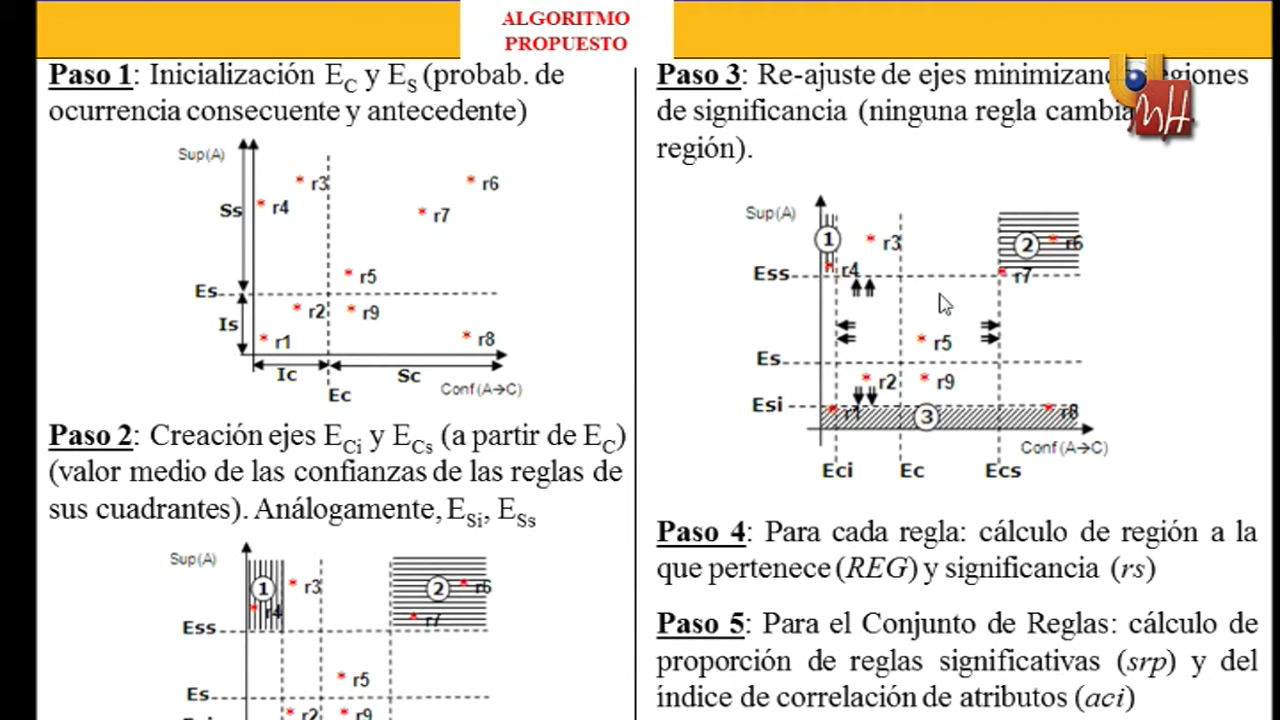 ALGORITMO
PROPUESTO
Paso 1: Inicialización EC y ES (probab. de
ocurrencia consecuente y antecedente)
Sup(A)
r3
r6
r4
Ss
r7
r5
Es
r2
r9
Is
r1
r8
Ic
Sc
Ec
Conf(A→C)
Paso 2: Creación ejes ECi y ECs (a partir de EC)
(valor medio de las confianzas de las reglas de
sus cuadrantes). Análogamente, ESi, ESs
Sup(A)
1
r3
2
r6
r4
r7
Ess
r5
Es
r2
r9
Paso 3: Re-ajuste de ejes
de significancia (ninguna regla cambia
región).
MH
Sup(A)
1
r3
2
r6
Ess
r4
r7
r5
Es
r2
r9
Esi
r1
3
r8
Conf(A→C)
Eci
Ec
Ecs
Paso 4: Para cada regla: cálculo de región a la
que pertenece (REG) y significancia (rs)
Paso 5: Para el Conjunto de Reglas: cálculo de
proporción de reglas significativas (srp) y del
índice de correlación de atributos (aci)